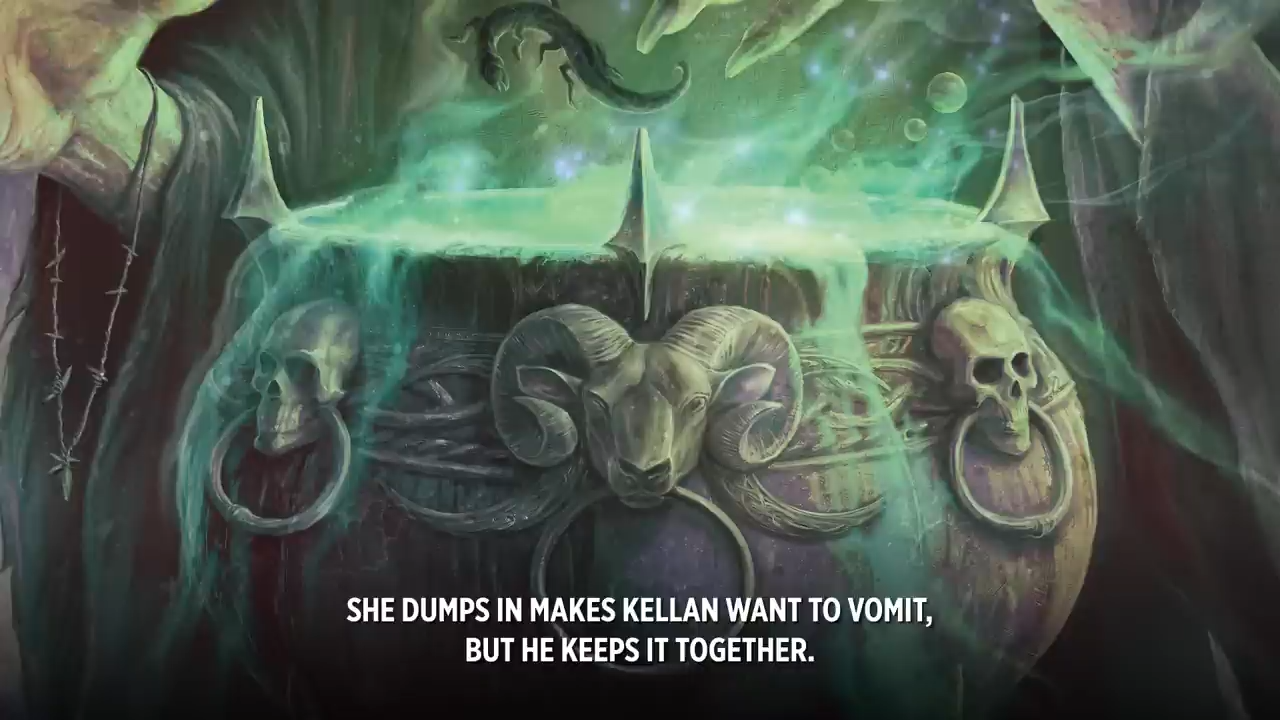 SHE DUMPS IN MAKES KELLAN WANT TO VOMIT,
BUT HE KEEPS IT TOGETHER.